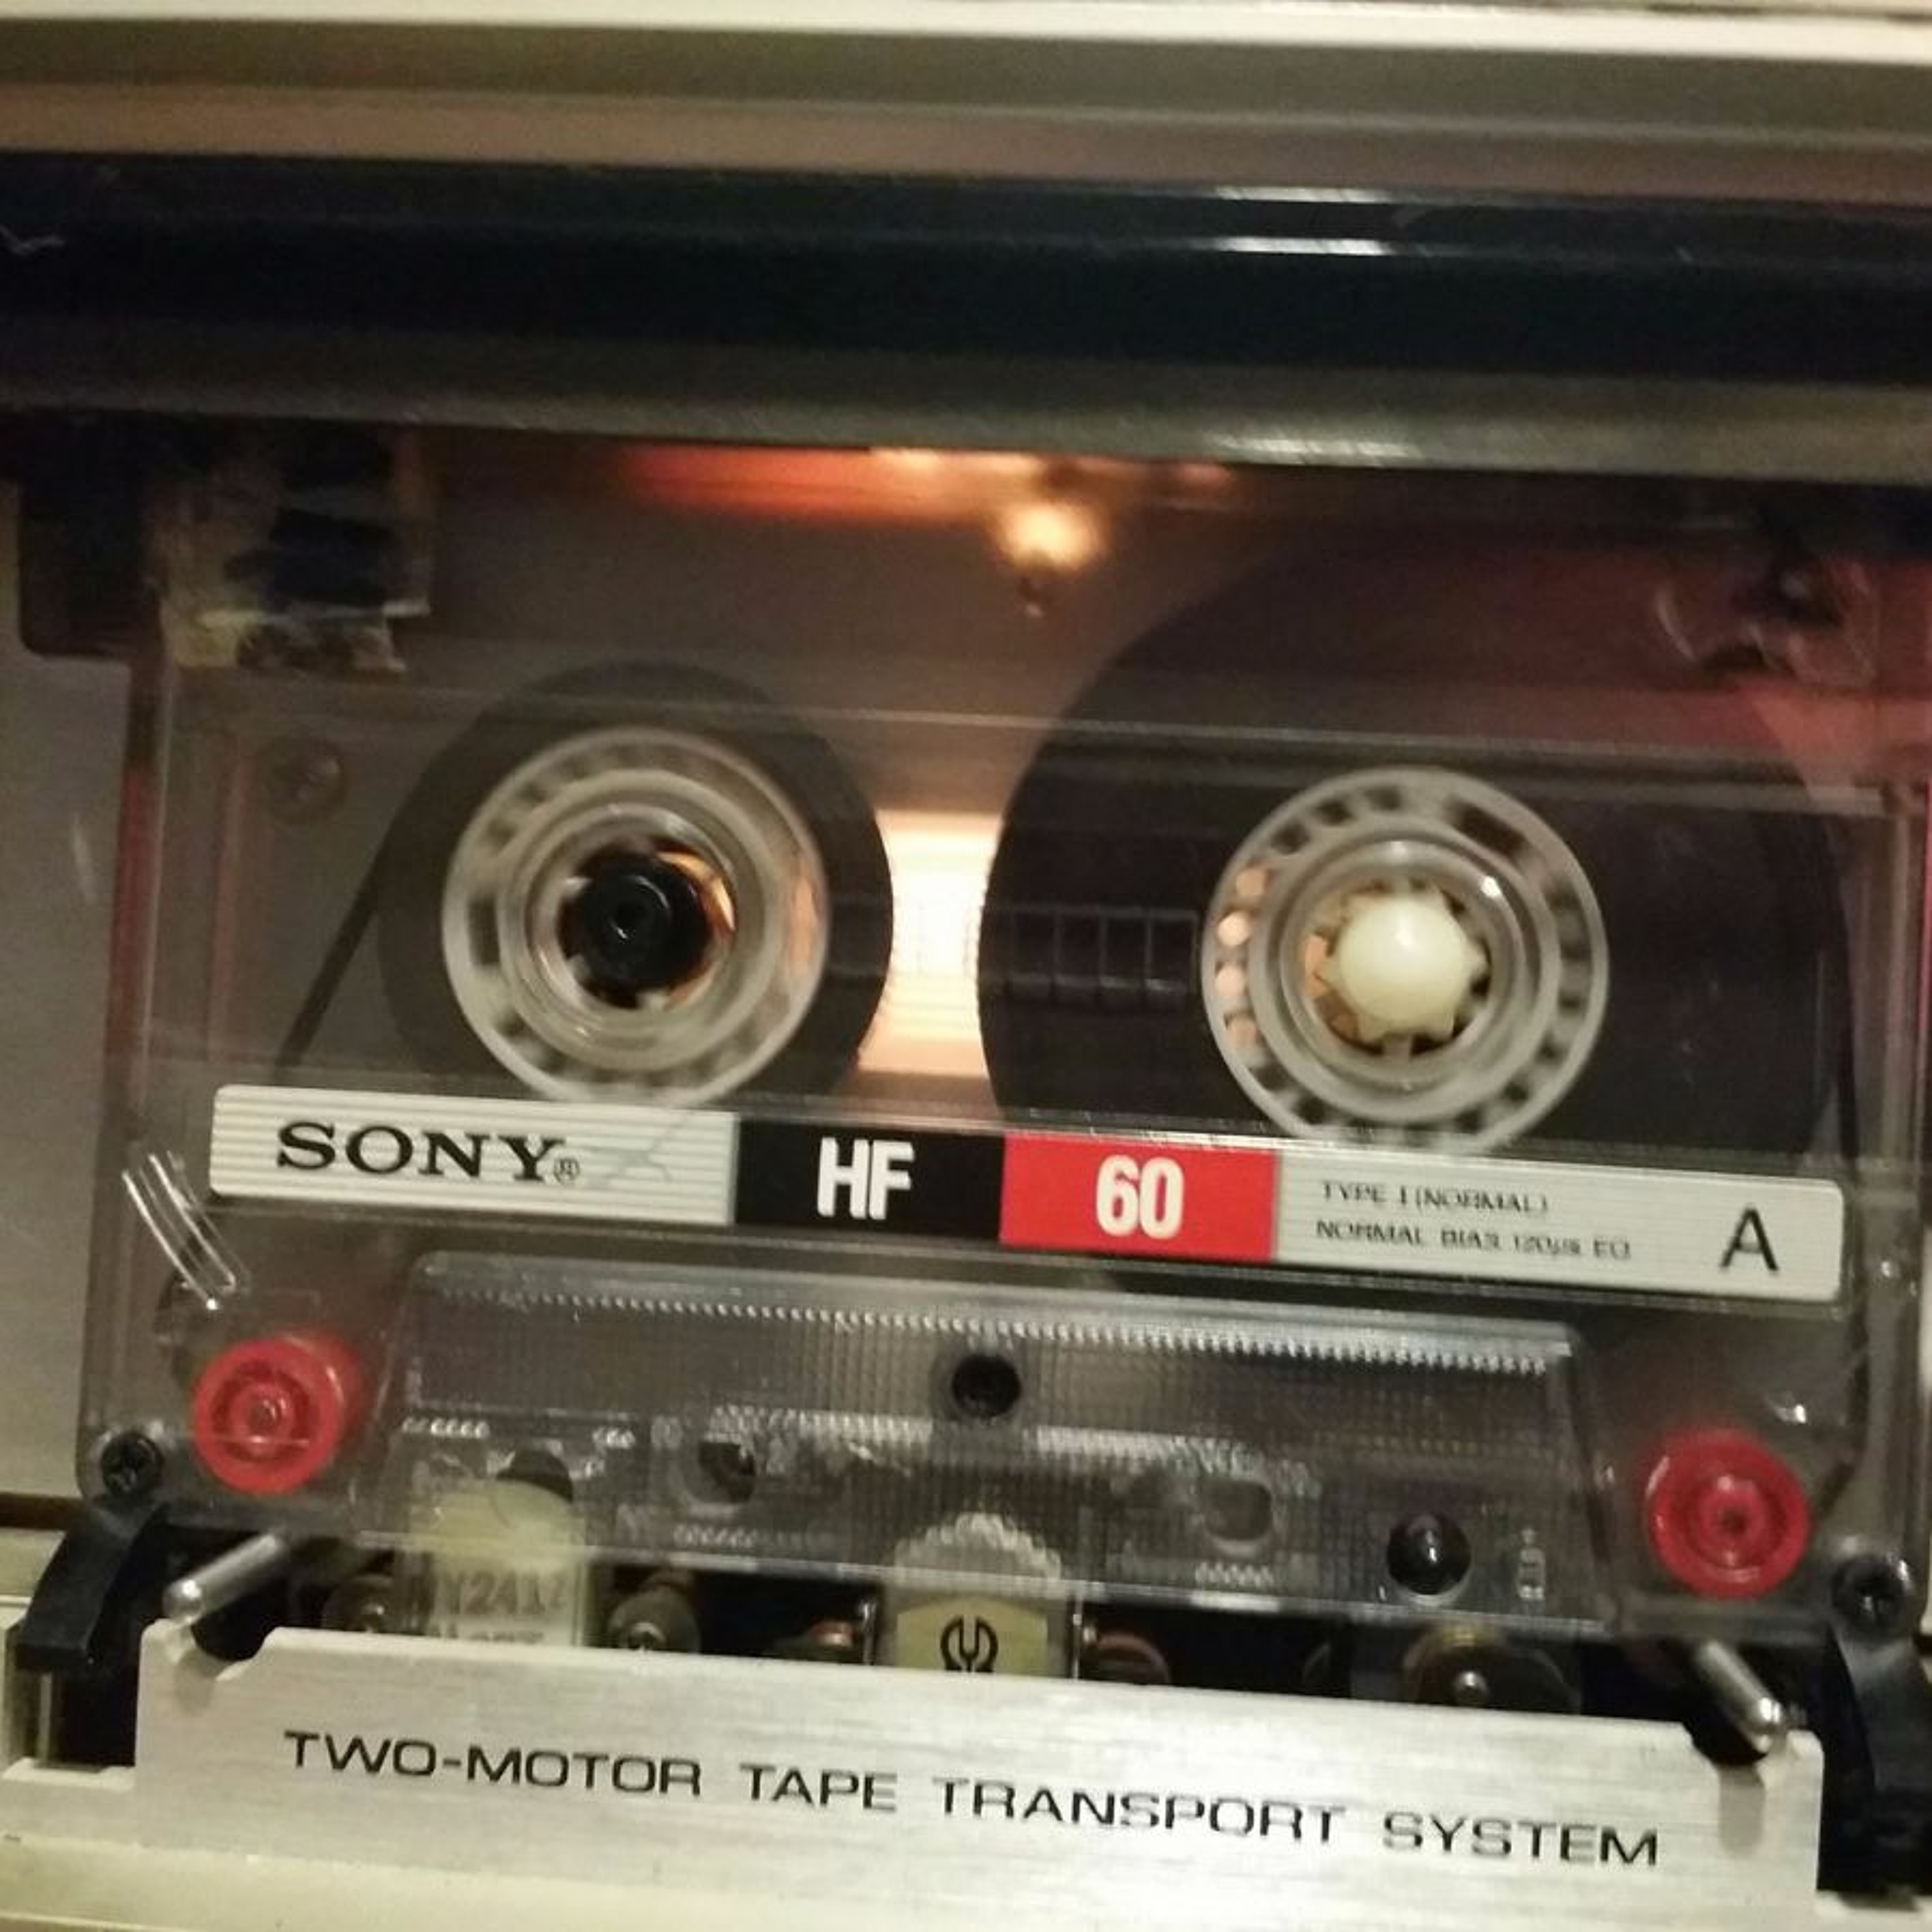 SONY®
HF
60
TYPE I (NORMAL)
NORMAL BIAS 120µs EQ
A
TWO-MOTOR TAPE TRANSPORT SYSTEM